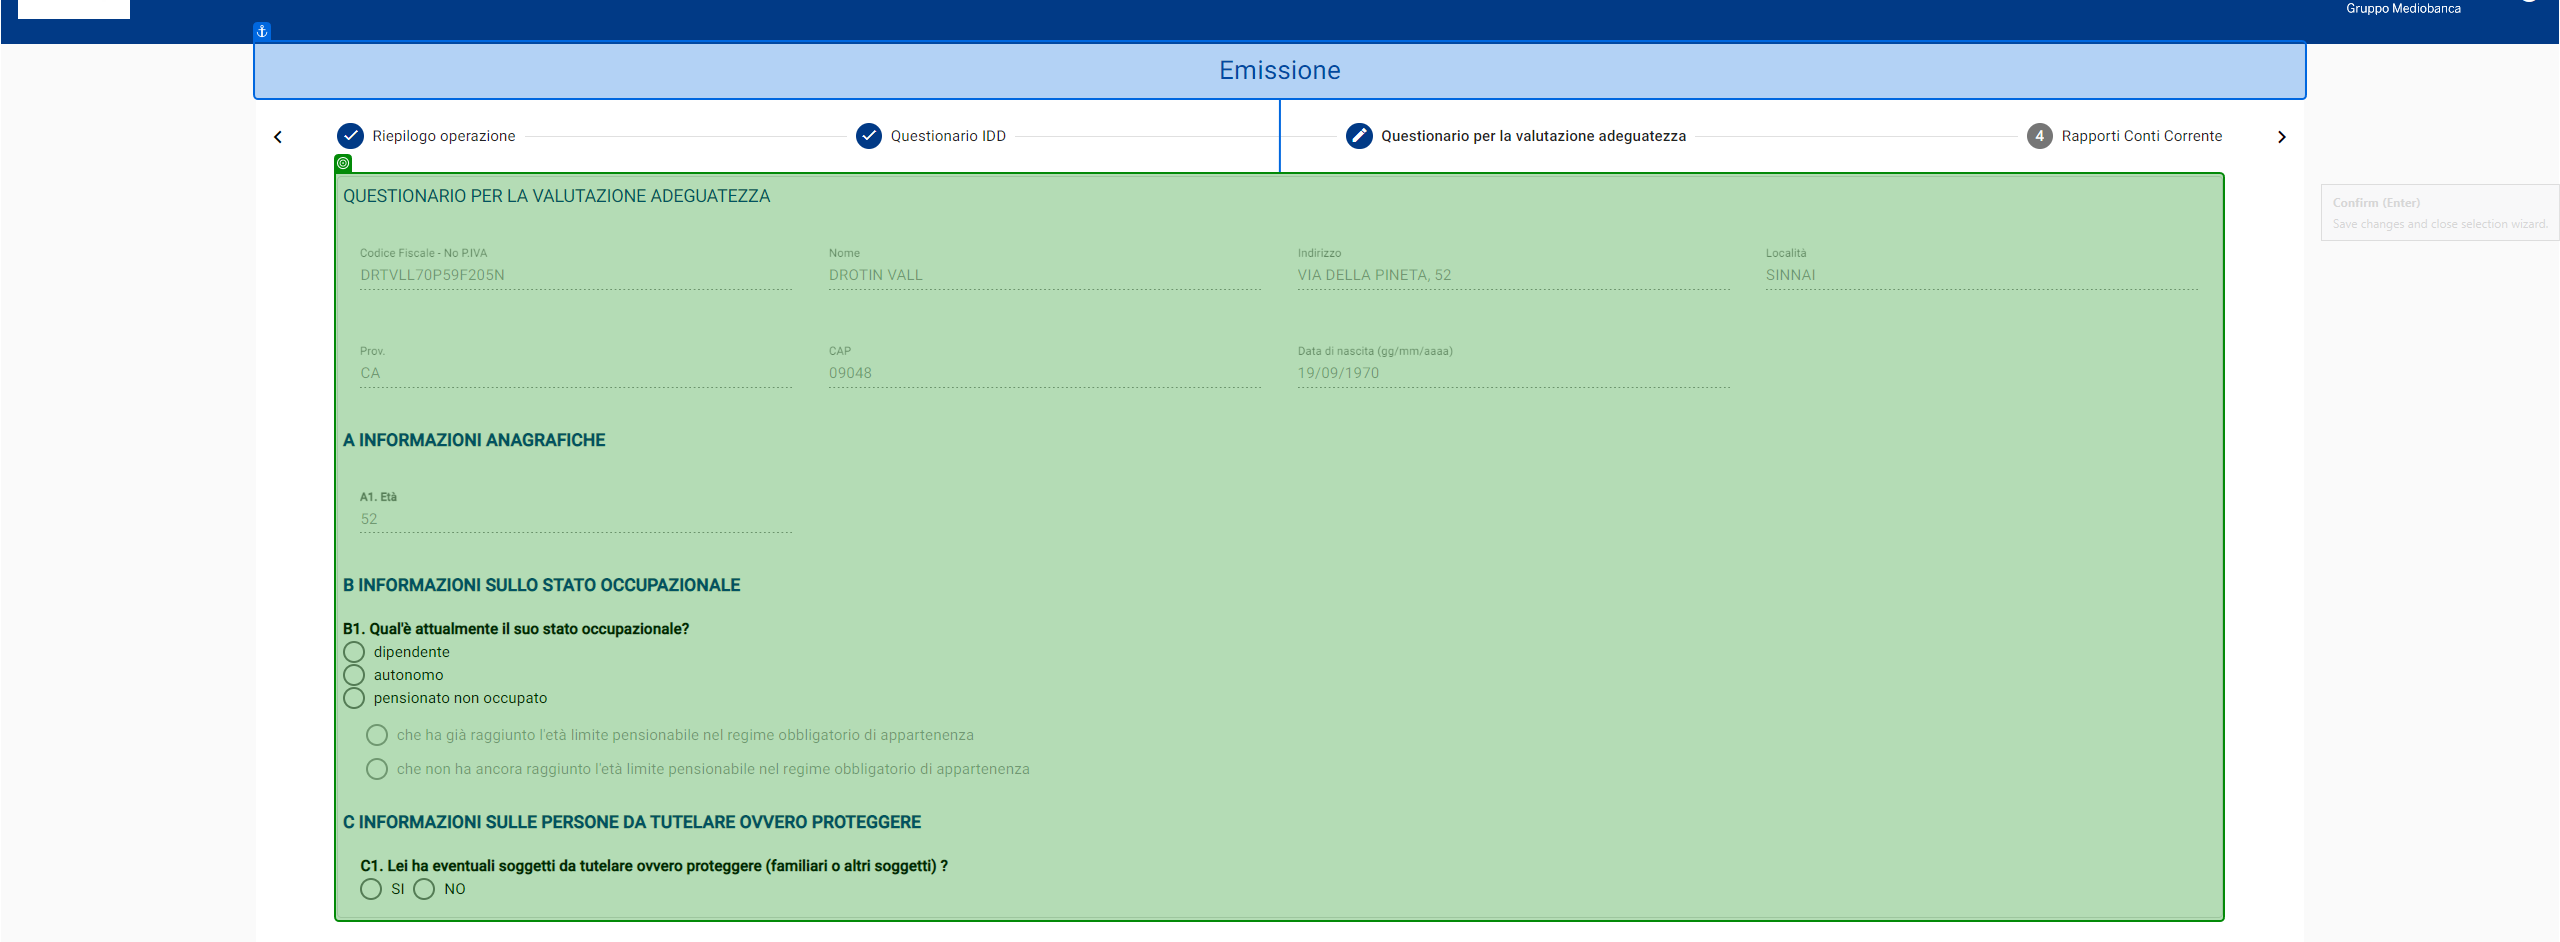 Gruppo Mediobanca
Emissione
Riepilogo operazione Questionario IDD Questionario per la valutazione adeguatezza 4 Rapporti Conti Corrente
QUESTIONARIO PER LA VALUTAZIONE ADEGUATEZZA
Confirm (Enter)
Save changes and close selection wizard.
Codice Fiscale - No P.IVA Nome Indirizzo Località
DRTVLL70P59F205N DROTIN VALL VIA DELLA PINETA, 52 SINNAI
Prov. CAP Data di nascita (gg/mm/aaaa)
CA 09048 19/09/1970
A INFORMAZIONI ANAGRAFICHE
A1. Età
52
B INFORMAZIONI SULLO STATO OCCUPAZIONALE
B1. Qual'è attualmente il suo stato occupazionale?
dipendente
autonomo
pensionato non occupato
che ha già raggiunto l'età limite pensionabile nel regime obbligatorio di appartenenza
che non ha ancora raggiunto l'età limite pensionabile nel regime obbligatorio di appartenenza
C INFORMAZIONI SULLE PERSONE DA TUTELARE OVVERO PROTEGGERE
C1. Lei ha eventuali soggetti da tutelare ovvero proteggere (familiari o altri soggetti) ?
SI NO